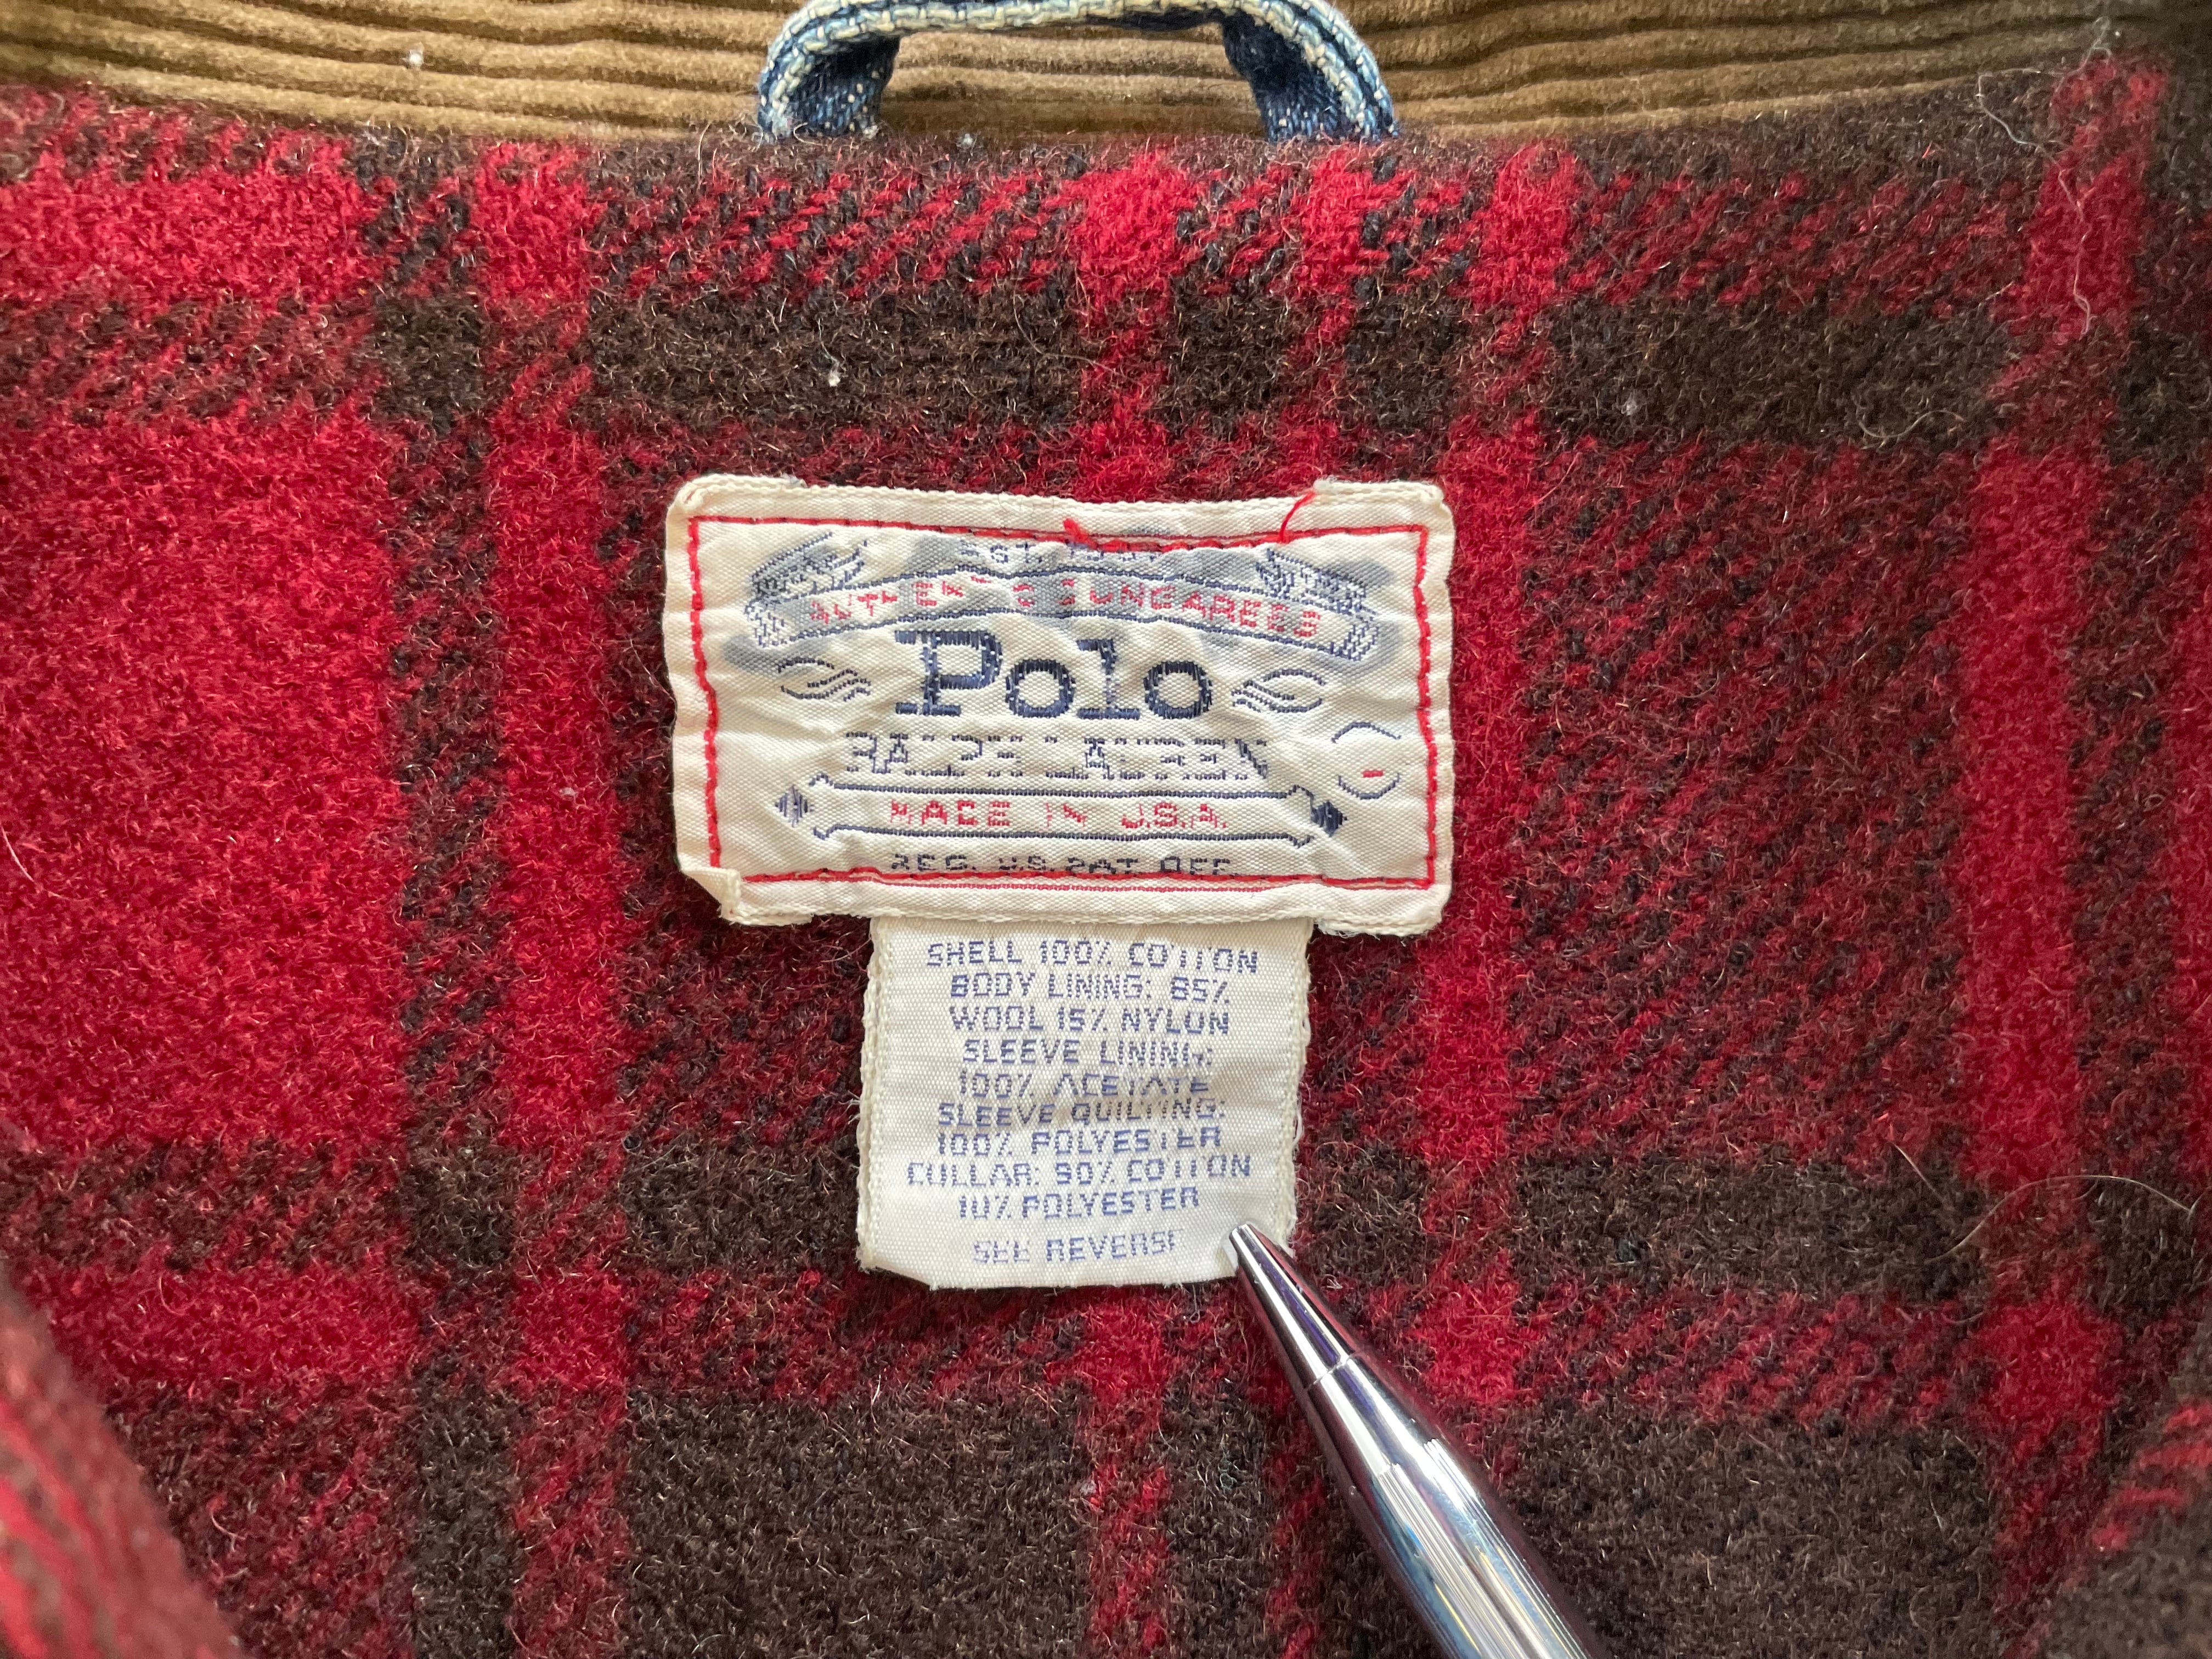 AUTHENTIC DUNGAREES
Polo
RALPH LAUREN
MADE IN U.S.A.
REG. U.S. PAT. OFF.
SHELL 100% COTTON
BODY LINING: 85%
WOOL 15% NYLON
SLEEVE LINING:
100% ACETATE
SLEEVE QUILTING:
100% POLYESTER
COLLAR: 90% COTTON
10% POLYESTER
SEE REVERSE